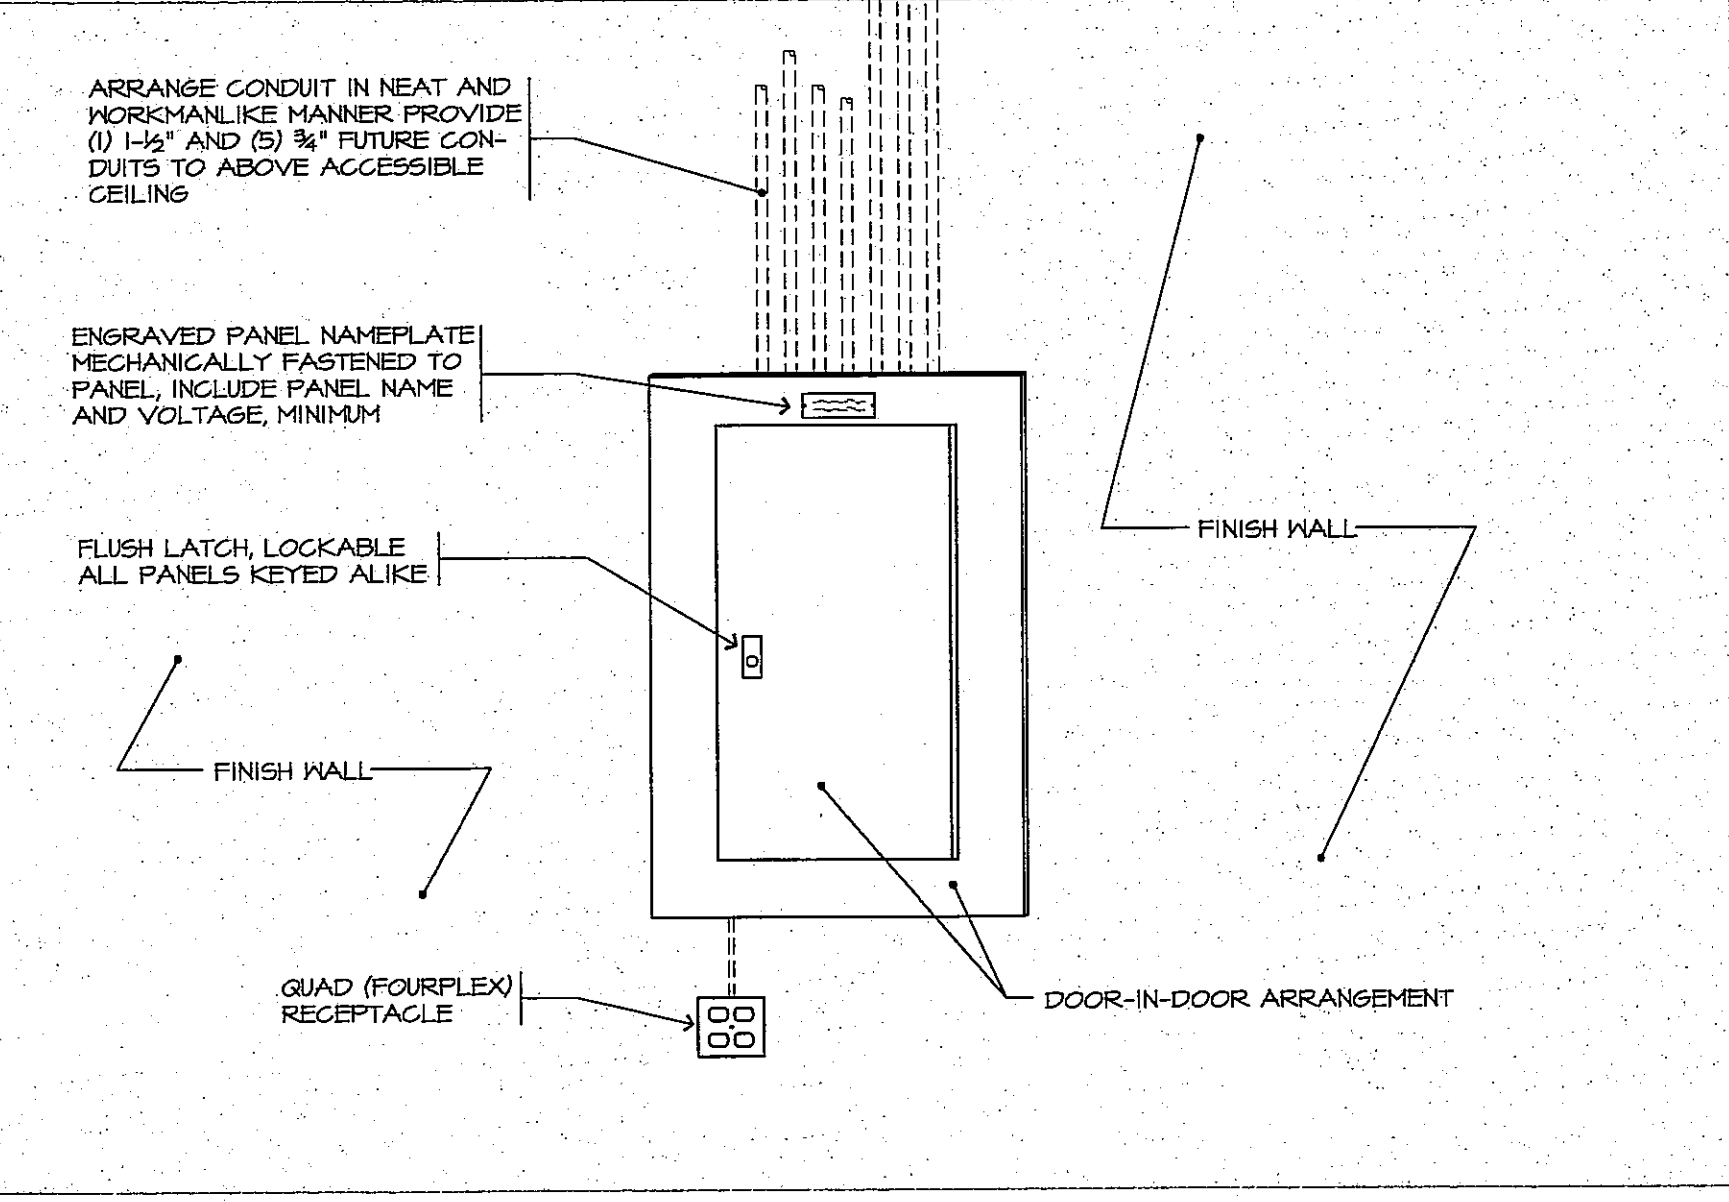 ARRANGE CONDUIT IN NEAT AND
WORKMANLIKE MANNER PROVIDE
(1) 1-½" AND (5) ¾" FUTURE CON-
DUITS TO ABOVE ACCESSIBLE
CEILING
ENGRAVED PANEL NAMEPLATE
MECHANICALLY FASTENED TO
PANEL, INCLUDE PANEL NAME
AND VOLTAGE, MINIMUM
FINISH WALL
FLUSH LATCH, LOCKABLE
ALL PANELS KEYED ALIKE
FINISH WALL
QUAD (FOURPLEX)
RECEPTACLE
DOOR-IN-DOOR ARRANGEMENT